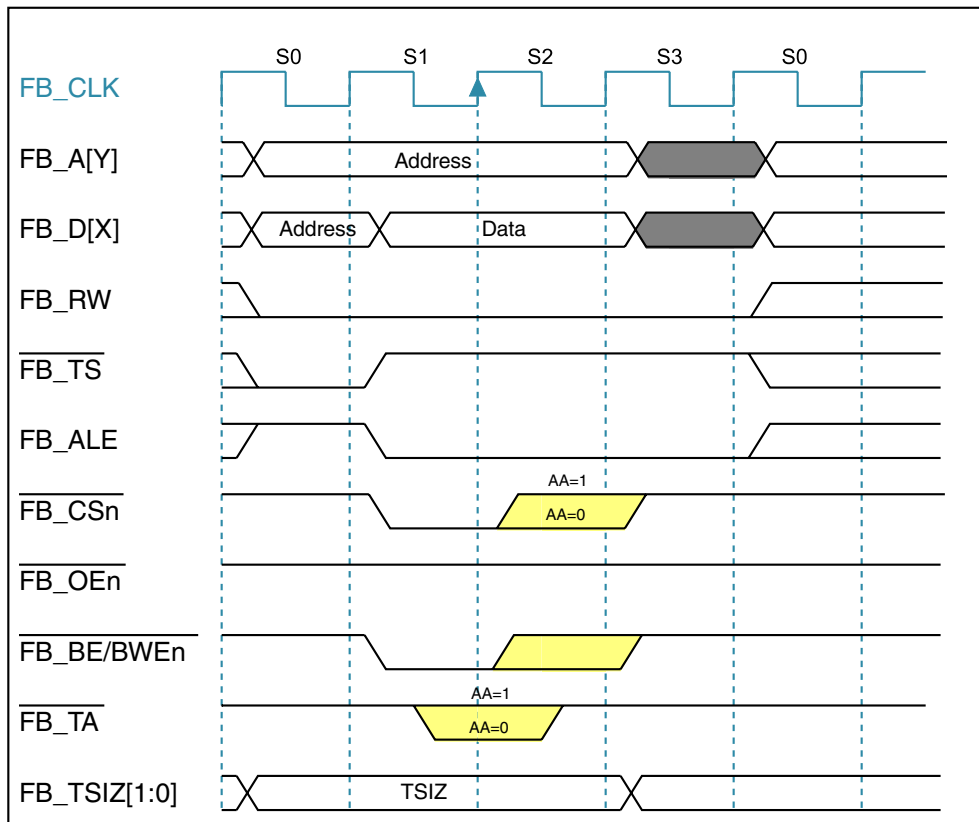 S0 S1 S2 S3 S0
FB_CLK
FB_A[Y] Address
FB_D[X] Address Data
FB_RW
FB_TS
FB_ALE
AA=1
FB_CSn AA=0
FB_OEn
FB_BE/BWEn
AA=1
FB_TA AA=0
FB_TSIZ[1:0] TSIZ